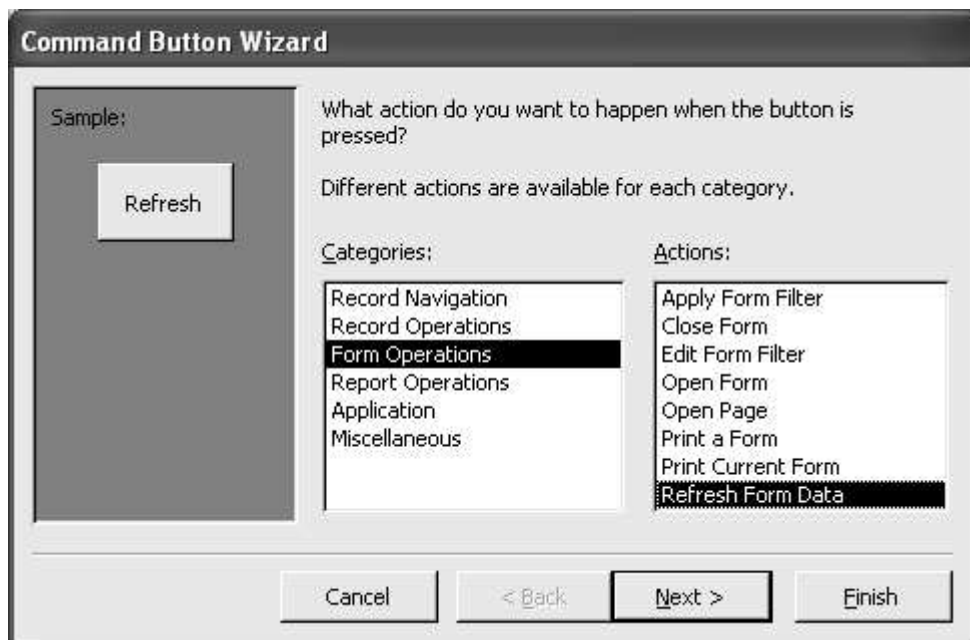 Command Button Wizard
Sample:
Refresh
What action do you want to happen when the button is
pressed?
Different actions are available for each category.
Categories:
Record Navigation
Record Operations
Form Operations
Report Operations
Application
Miscellaneous
Actions:
Apply Form Filter
Close Form
Edit Form Filter
Open Form
Open Page
Print a Form
Print Current Form
Refresh Form Data
Cancel
< Back
Next >
Finish